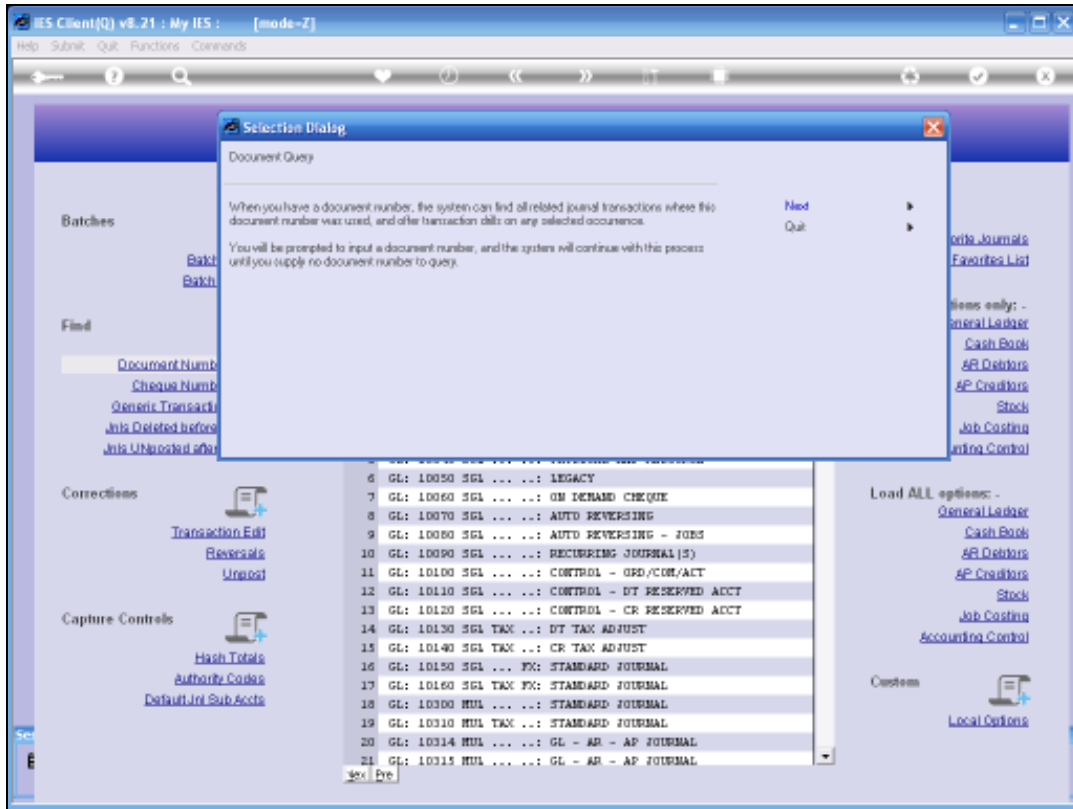 IES Client(Q) v8.21 : My IES : [mode=Z]
Help Submit Quit Functions Commands
Selection Dialog
Document Query
When you have a document number, the system can find all related journal transactions where this
document number was used, and offer transaction drills on any selected occurrence.
You will be prompted to input a document number, and the system will continue with this process
until you supply no document number to query.
Next
Quit
Batches
Batch
Batch
Find
Document Numb
Cheque Numb
Generic Transacti
Jnls Deleted before
Jnls UNposted after
Corrections
Transaction Edit
Reversals
Unpost
Capture Controls
Hash Totals
Authority Codes
Default Jnl Sub Accts
6 GL: 10050 SGL ... ..: LEGACY
7 GL: 10060 SGL ... ..: ON DEMAND CHEQUE
8 GL: 10070 SGL ... ..: AUTO REVERSING
9 GL: 10080 SGL ... ..: AUTO REVERSING - JOBS
10 GL: 10090 SGL ... ..: RECURRING JOURNAL(S)
11 GL: 10100 SGL ... ..: CONTROL - ORD/COM/ACT
12 GL: 10110 SGL ... ..: CONTROL - DT RESERVED ACCT
13 GL: 10120 SGL ... ..: CONTROL - CR RESERVED ACCT
14 GL: 10130 SGL TAX ..: DT TAX ADJUST
15 GL: 10140 SGL TAX ..: CR TAX ADJUST
16 GL: 10150 SGL ... FX: STANDARD JOURNAL
17 GL: 10160 SGL TAX FX: STANDARD JOURNAL
18 GL: 10300 MUL ... ..: STANDARD JOURNAL
19 GL: 10310 MUL TAX ..: STANDARD JOURNAL
20 GL: 10314 MUL ... ..: GL - AR - AP JOURNAL
21 GL: 10315 MUL ... ..: GL - AR - AP JOURNAL
Nex Pre
orite Journals
Favorites List
tions only: -
eneral Ledger
Cash Book
AR Debtors
AP Creditors
Stock
Job Costing
unting Control
Load ALL options: -
General Ledger
Cash Book
AR Debtors
AP Creditors
Stock
Job Costing
Accounting Control
Custom
Local Options